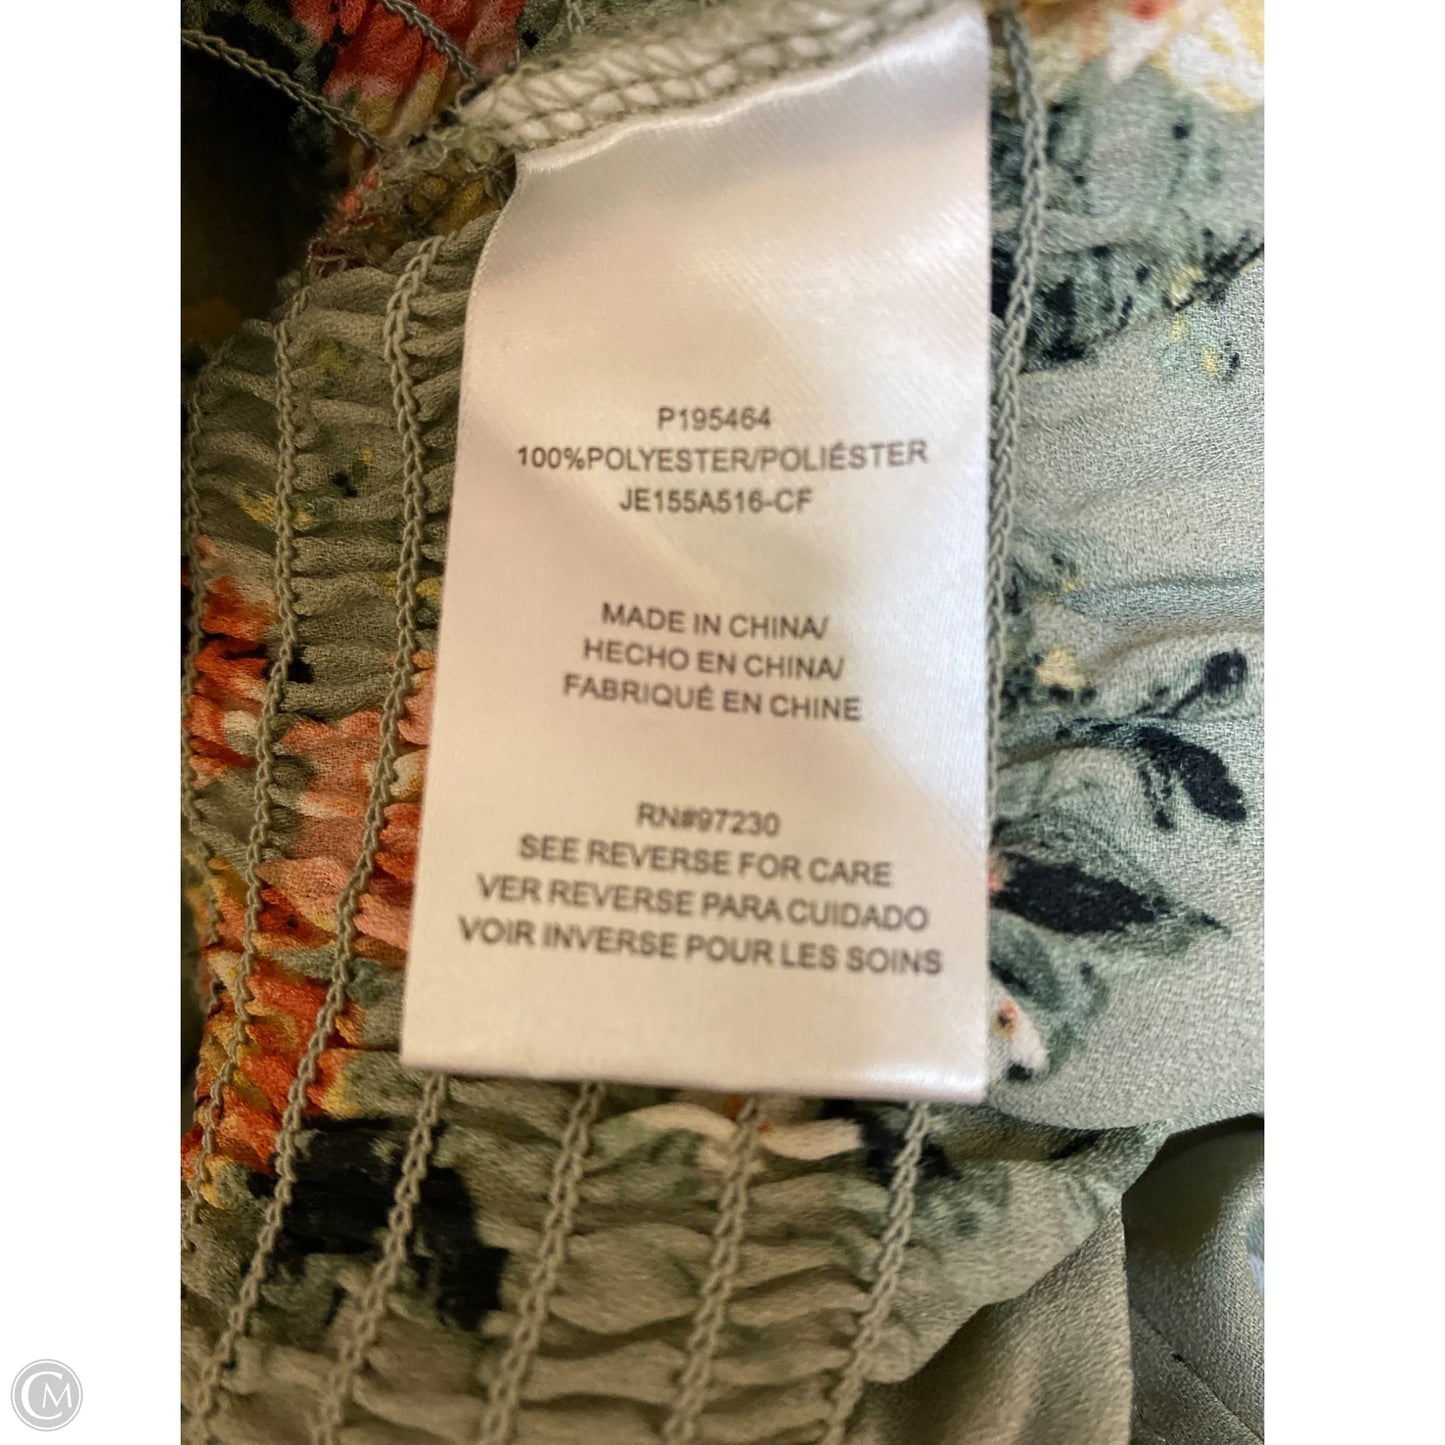 P195464
100%POLYESTER/POLIÉSTER
JE155A516-CF
MADE IN CHINA/
HECHO EN CHINA/
FABRIQUÉ EN CHINE
RN#97230
SEE REVERSE FOR CARE
VER REVERSE PARA CUIDADO
VOIR INVERSE POUR LES SOINS
CM